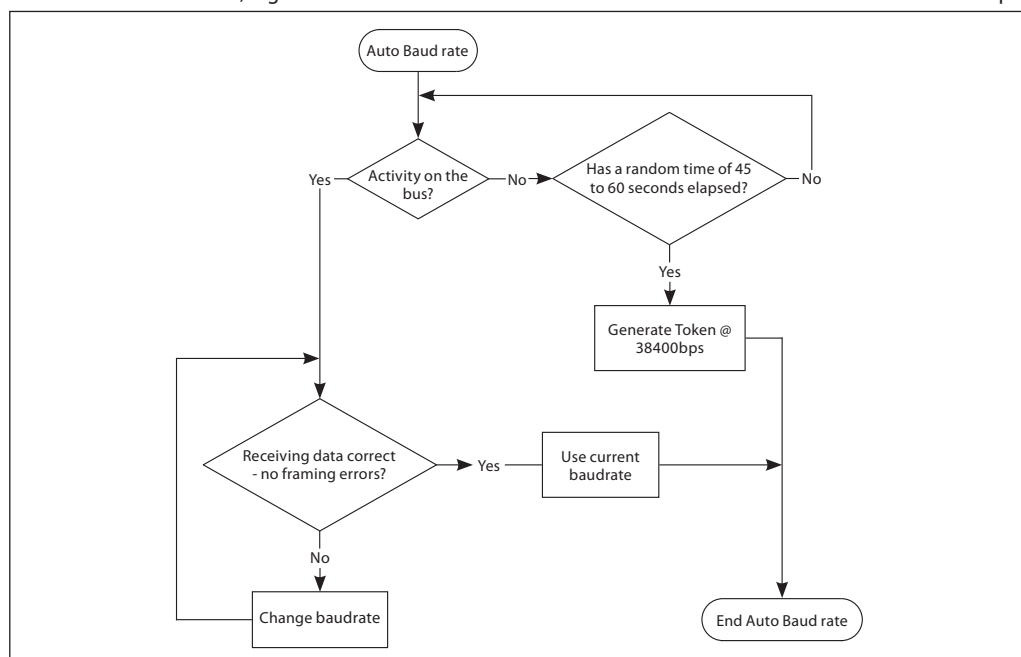 Auto Baud rate
Activity on the
bus?
Yes
No
Has a random time of 45
to 60 seconds elapsed?
No
Yes
Generate Token @
38400bps
Receiving data correct
- no framing errors?
Yes
Use current
baudrate
No
Change baudrate
End Auto Baud rate